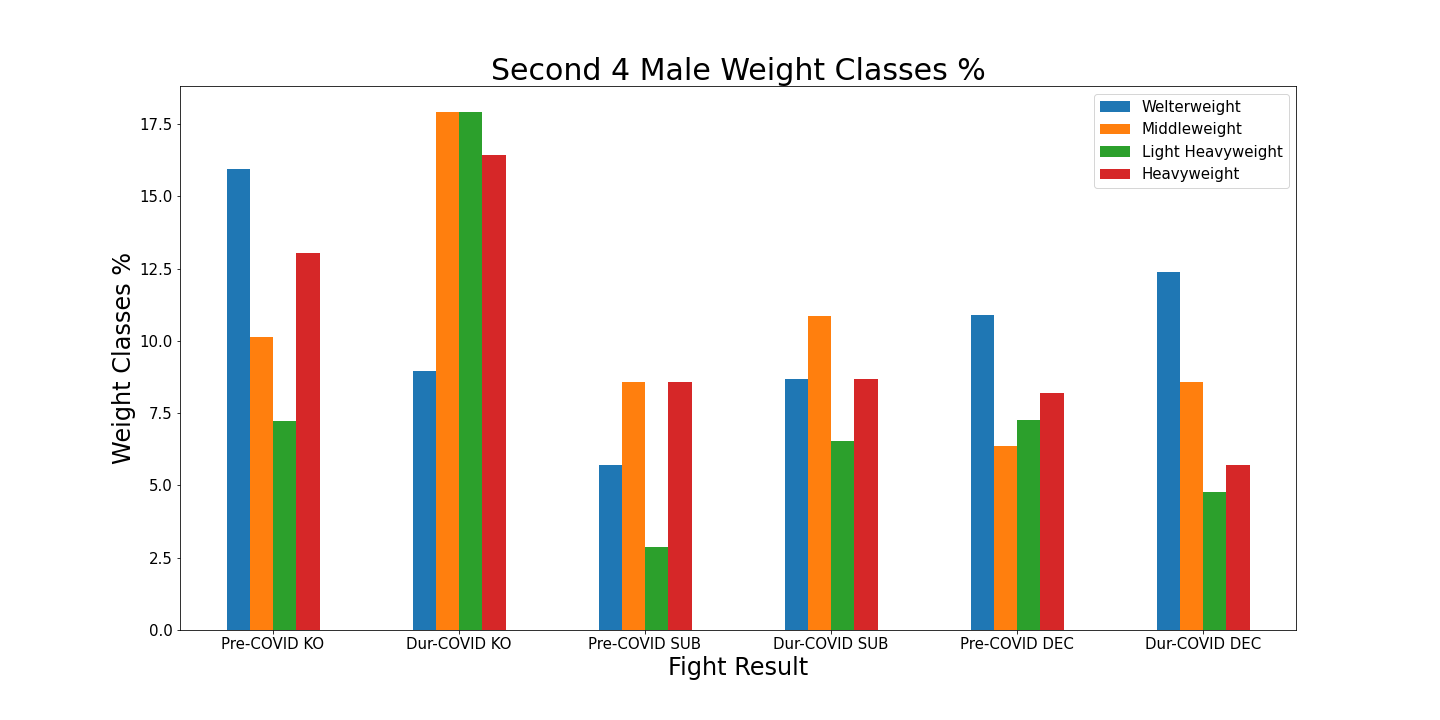 Second 4 Male Weight Classes %
Welterweight
Middleweight
Light Heavyweight
Heavyweight
Weight Classes %
17.5
15.0
12.5
10.0
7.5
5.0
2.5
0.0
Pre-COVID KO Dur-COVID KO Pre-COVID SUB Dur-COVID SUB Pre-COVID DEC Dur-COVID DEC
Fight Result